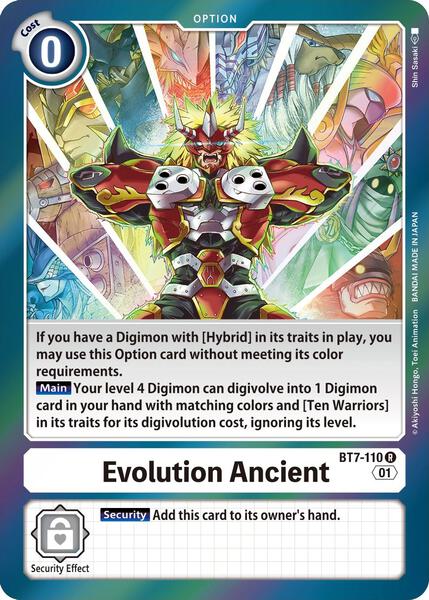 OPTION
Cost
0
Shin Sasaki
If you have a Digimon with [Hybrid] in its traits in play, you
may use this Option card without meeting its color
requirements.
Main Your level 4 Digimon can digivolve into 1 Digimon
card in your hand with matching colors and [Ten Warriors]
in its traits for its digivolution cost, ignoring its level.
© Akiyoshi Hongo, Toei Animation BANDAI MADE IN JAPAN
Evolution Ancient
BT7-110 R
01
Security Add this card to its owner's hand.
Security Effect